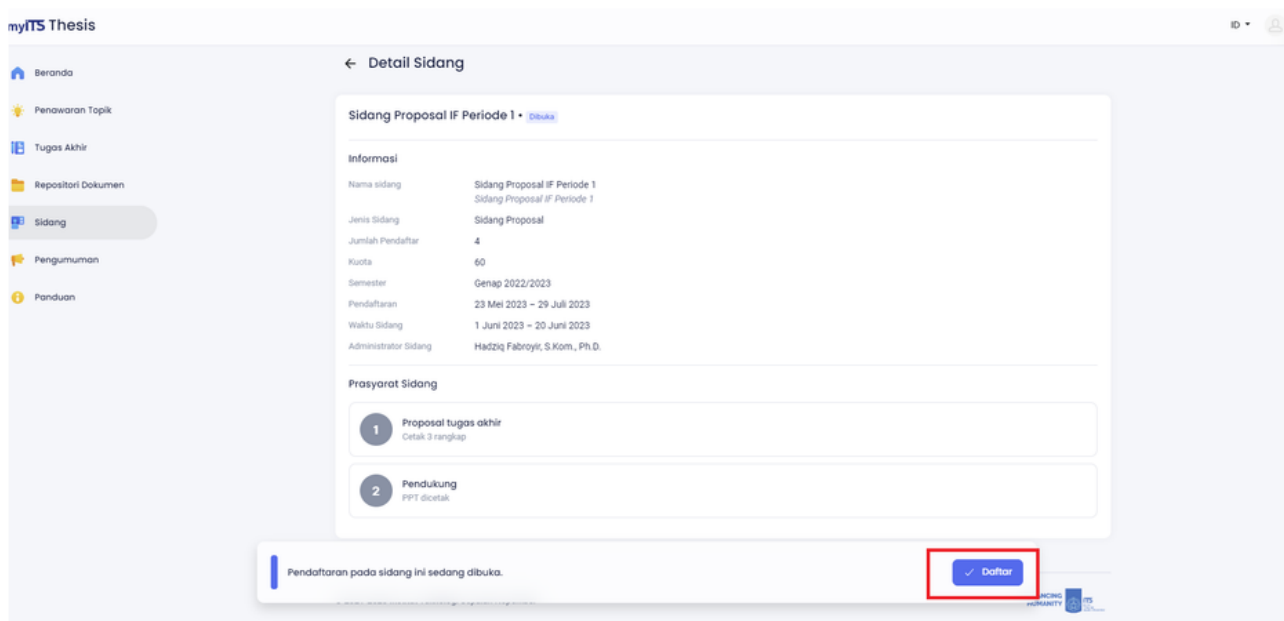 myITS Thesis
ID
Beranda
Penawaran Topik
Tugas Akhir
Repositori Dokumen
Sidang
Pengumuman
Panduan
Detail Sidang
Sidang Proposal IF Periode 1 • Dibuka
Informasi
Nama sidang Sidang Proposal IF Periode 1
Sidang Proposal IF Periode 1
Jenis Sidang Sidang Proposal
Jumlah Pendaftar 4
Kuota 60
Semester Genap 2022/2023
Pendaftaran 23 Mei 2023 – 29 Juli 2023
Waktu Sidang 1 Juni 2023 – 20 Juni 2023
Administrator Sidang Hadziq Fabroyir, S.Kom., Ph.D.
Prasyarat Sidang
1 Proposal tugas akhir
Cetak 3 rangkap
2 Pendukung
PPT dicetak
Pendaftaran pada sidang ini sedang dibuka.
Daftar
HUMANITY
ITS